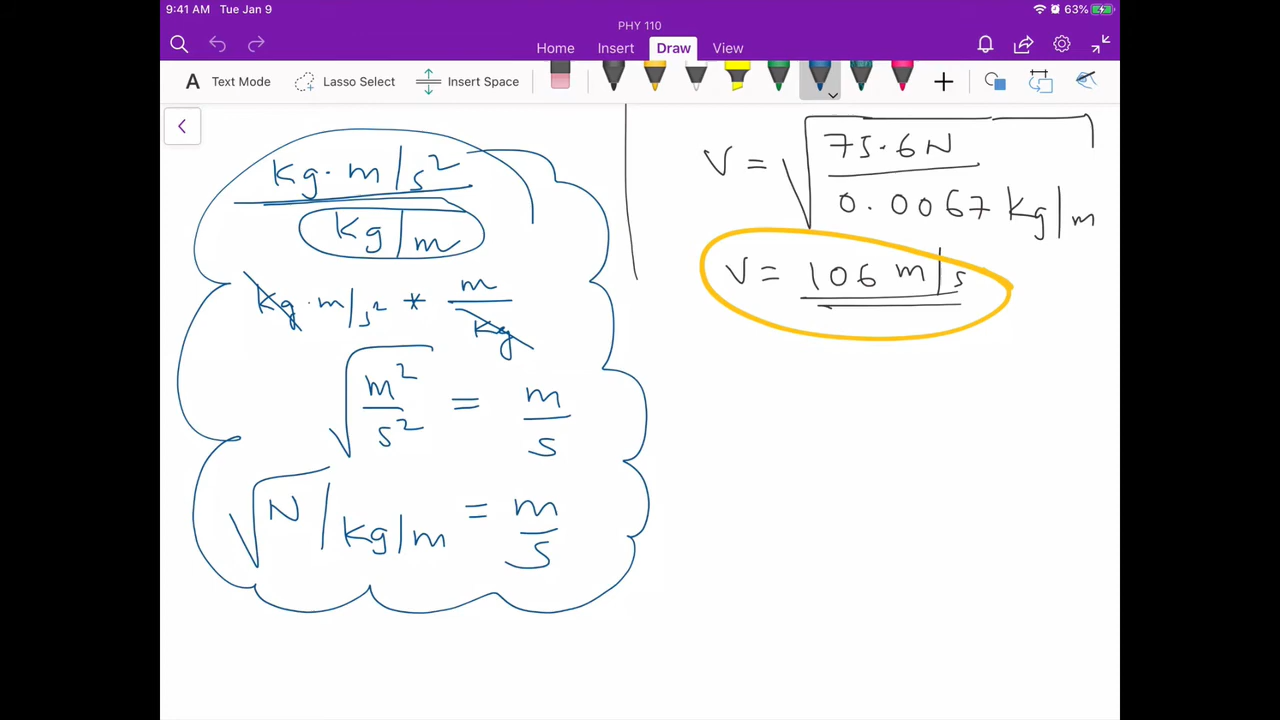 9:41 AM Tue Jan 9
63%
PHY 110
Home Insert Draw View
A Text Mode Lasso Select Insert Space
kg·m/s²
kg/m
kg·m/s² * m
kg
√m² = m
s² s
√N/kg/m = m
s
V = √75.6N
0.0067 kg/m
V = 106 m/s